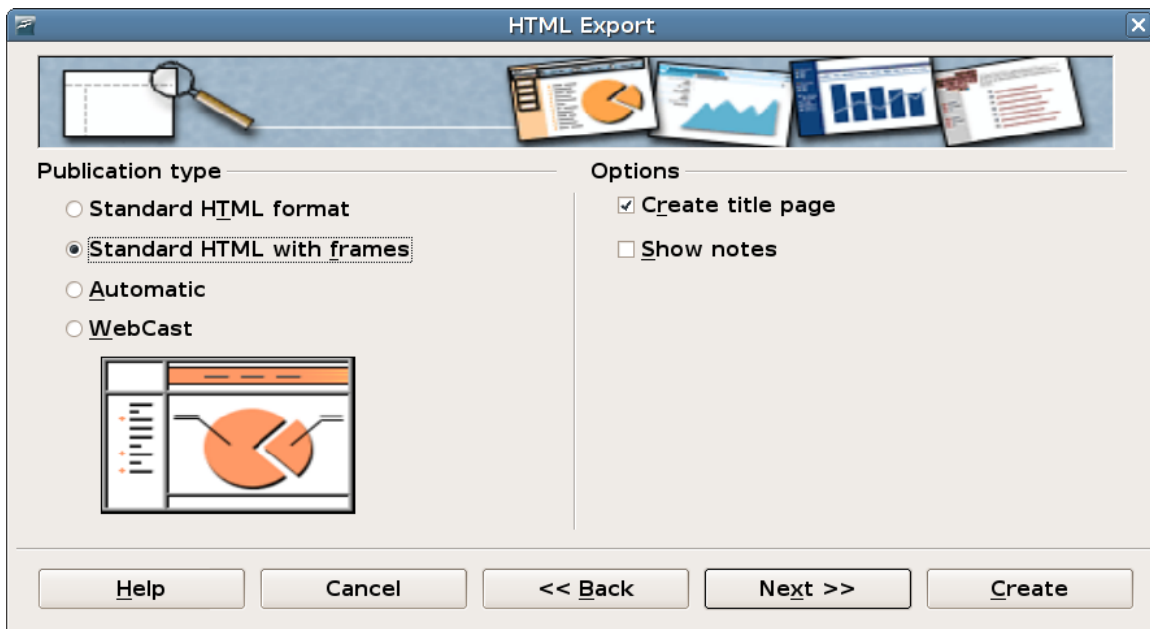 HTML Export
Publication type
Standard HTML format
Standard HTML with frames
Automatic
WebCast
Options
Create title page
Show notes
Help
Cancel
<< Back
Next >>
Create